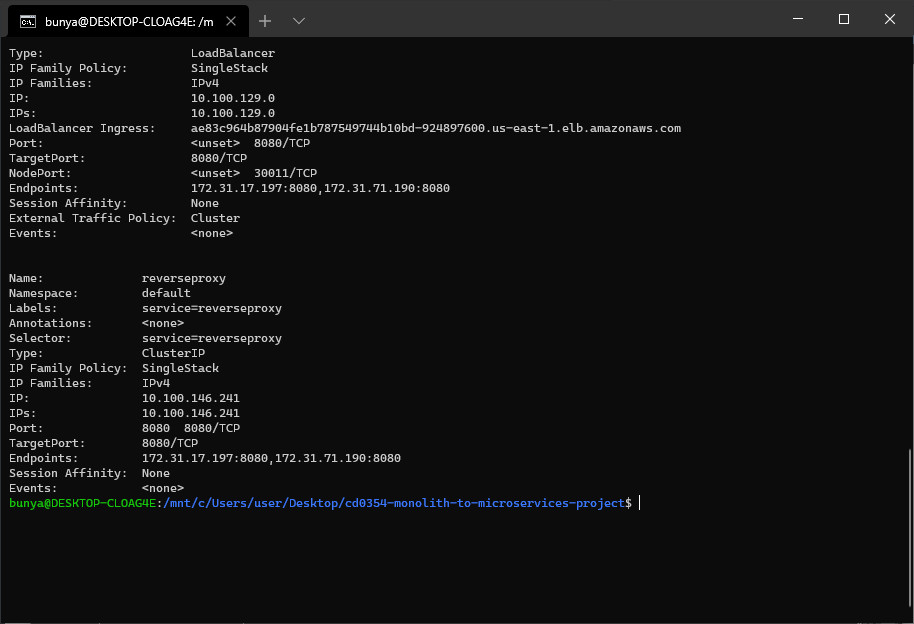 bunya@DESKTOP-CLOAG4E: /m
Type:                     LoadBalancer
IP Family Policy:         SingleStack
IP Families:              IPv4
IP:                       10.100.129.0
IPs:                      10.100.129.0
LoadBalancer Ingress:     ae83c964b87904fe1b787549744b10bd-924897600.us-east-1.elb.amazonaws.com
Port:                     <unset>  8080/TCP
TargetPort:               8080/TCP
NodePort:                 <unset>  30011/TCP
Endpoints:                172.31.17.197:8080,172.31.71.190:8080
Session Affinity:         None
External Traffic Policy:  Cluster
Events:                   <none>
Name:              reverseproxy
Namespace:         default
Labels:            service=reverseproxy
Annotations:       <none>
Selector:          service=reverseproxy
Type:              ClusterIP
IP Family Policy:  SingleStack
IP Families:       IPv4
IP:                10.100.146.241
IPs:               10.100.146.241
Port:              8080  8080/TCP
TargetPort:        8080/TCP
Endpoints:         172.31.17.197:8080,172.31.71.190:8080
Session Affinity:  None
Events:            <none>
bunya@DESKTOP-CLOAG4E:/mnt/c/Users/user/Desktop/cd0354-monolith-to-microservices-project$